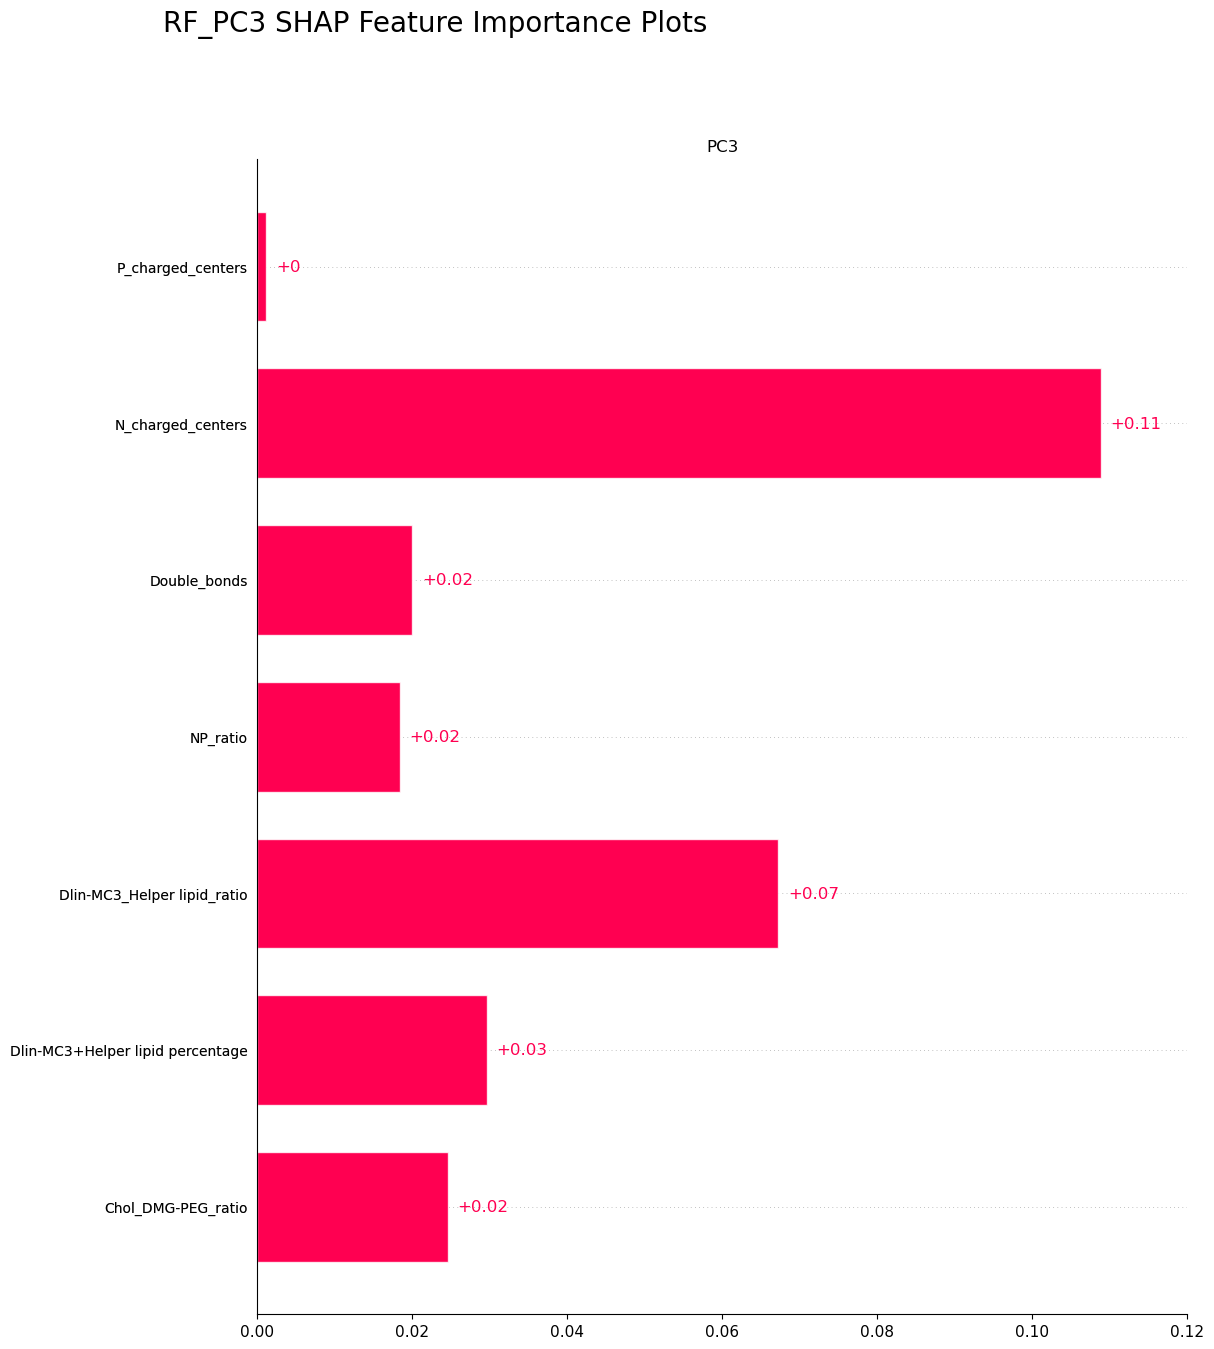 RF_PC3 SHAP Feature Importance Plots
PC3
P_charged_centers
+0
N_charged_centers
+0.11
Double_bonds
+0.02
NP_ratio
+0.02
Dlin-MC3_Helper lipid_ratio
+0.07
Dlin-MC3+Helper lipid percentage
+0.03
Chol_DMG-PEG_ratio
+0.02
0.00 0.02 0.04 0.06 0.08 0.10 0.12